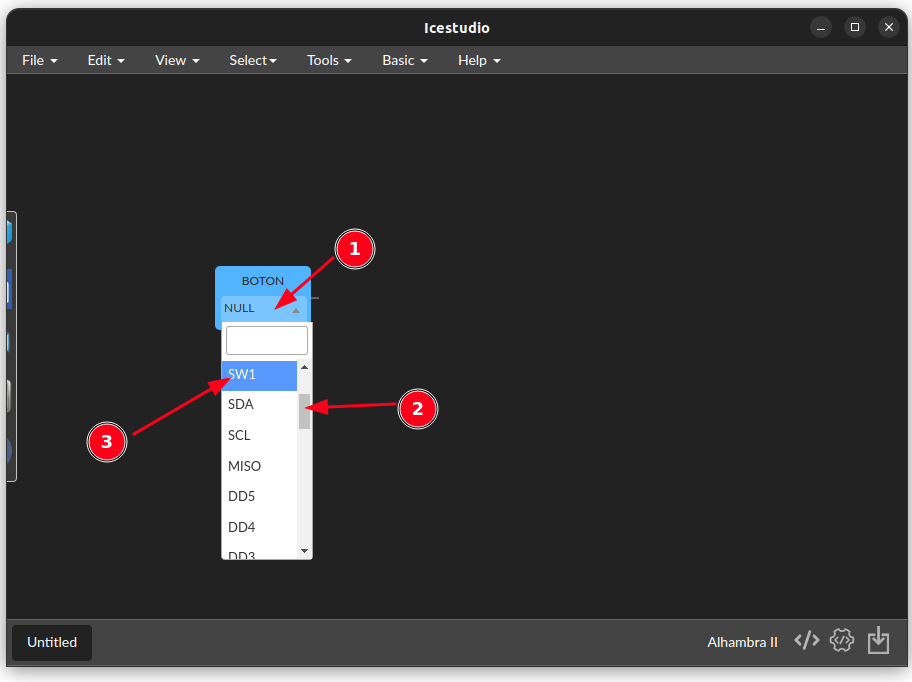 Icestudio
File Edit View Select Tools Basic Help
1
BOTON
NULL
SW1
2
SDA
3
SCL
MISO
DD5
DD4
DD3
Untitled
Alhambra II